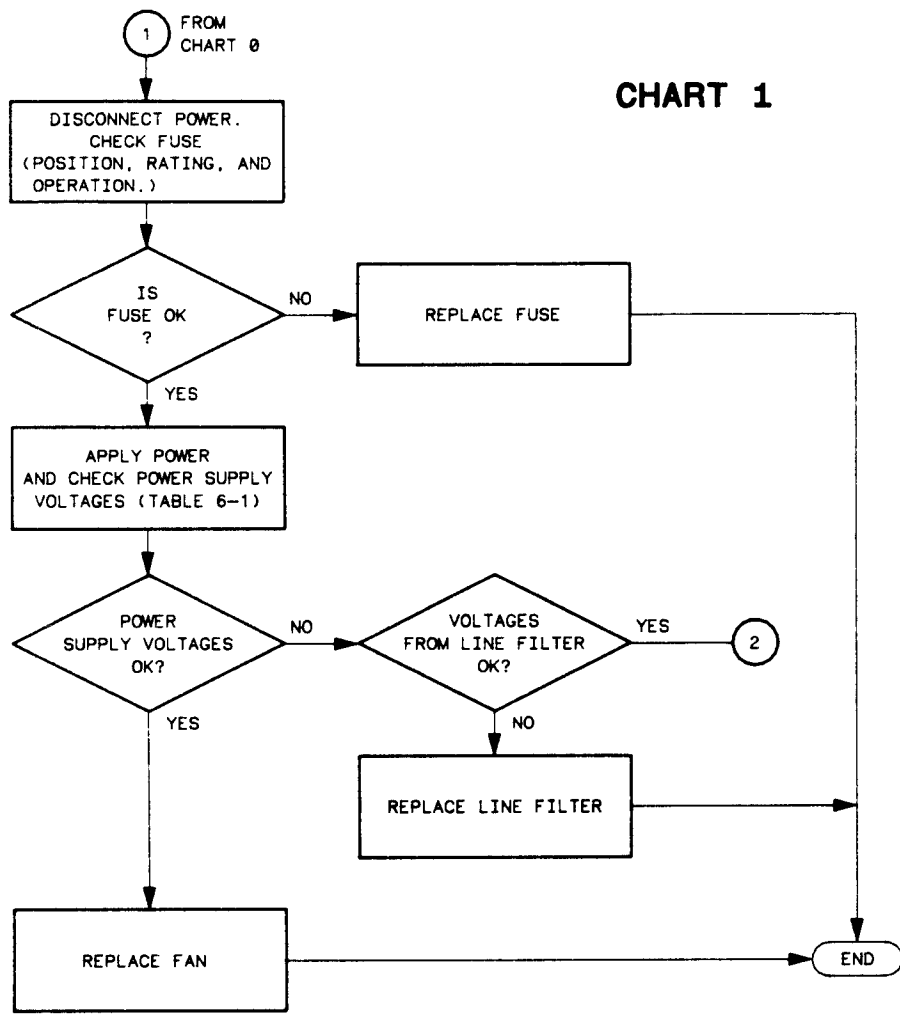 1
FROM
CHART 0
CHART 1
DISCONNECT POWER.
CHECK FUSE
(POSITION, RATING, AND
OPERATION.)
IS
FUSE OK
?
NO
REPLACE FUSE
YES
APPLY POWER
AND CHECK POWER SUPPLY
VOLTAGES (TABLE 6-1)
POWER
SUPPLY VOLTAGES
OK?
NO
VOLTAGES
FROM LINE FILTER
OK?
YES
2
YES
NO
REPLACE LINE FILTER
REPLACE FAN
END